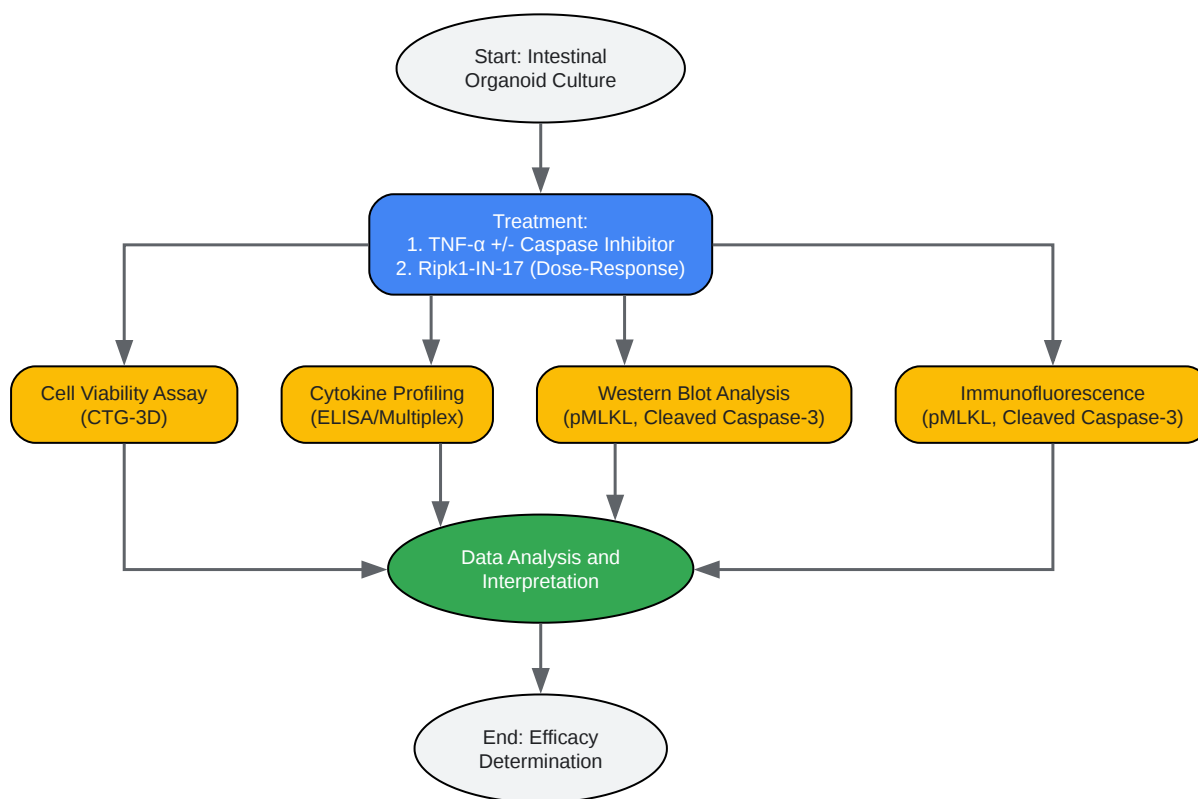 Start: Intestinal
Organoid Culture
Treatment:
1. TNF-α +/- Caspase Inhibitor
2. Ripk1-IN-17 (Dose-Response)
Cell Viability Assay
(CTG-3D)
Cytokine Profiling
(ELISA/Multiplex)
Western Blot Analysis
(pMLKL, Cleaved Caspase-3)
Immunofluorescence
(pMLKL, Cleaved Caspase-3)
Data Analysis and
Interpretation
End: Efficacy
Determination